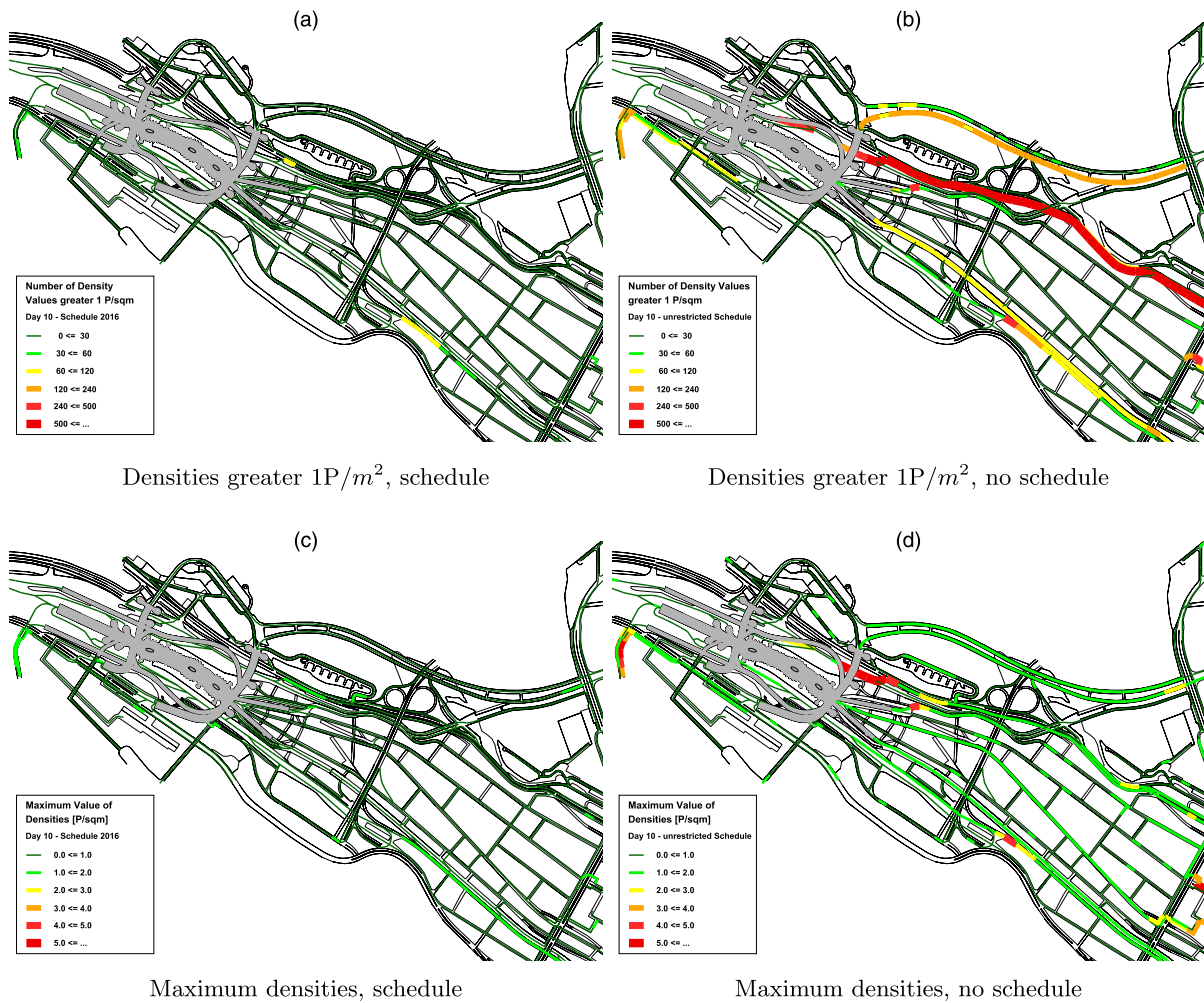 (a)
Number of Density
Values greater 1 P/sqm
Day 10 - Schedule 2016
0 <= 30
30 <= 60
60 <= 120
120 <= 240
240 <= 500
500 <= ...
Densities greater 1P/m², schedule
(b)
Number of Density Values
greater 1 P/sqm
Day 10 - unrestricted Schedule
0 <= 30
30 <= 60
60 <= 120
120 <= 240
240 <= 500
500 <= ...
Densities greater 1P/m², no schedule
(c)
Maximum Value of
Densities [P/sqm]
Day 10 - Schedule 2016
0.0 <= 1.0
1.0 <= 2.0
2.0 <= 3.0
3.0 <= 4.0
4.0 <= 5.0
5.0 <= ...
Maximum densities, schedule
(d)
Maximum Value of
Densities [P/sqm]
Day 10 - unrestricted Schedule
0.0 <= 1.0
1.0 <= 2.0
2.0 <= 3.0
3.0 <= 4.0
4.0 <= 5.0
5.0 <= ...
Maximum densities, no schedule